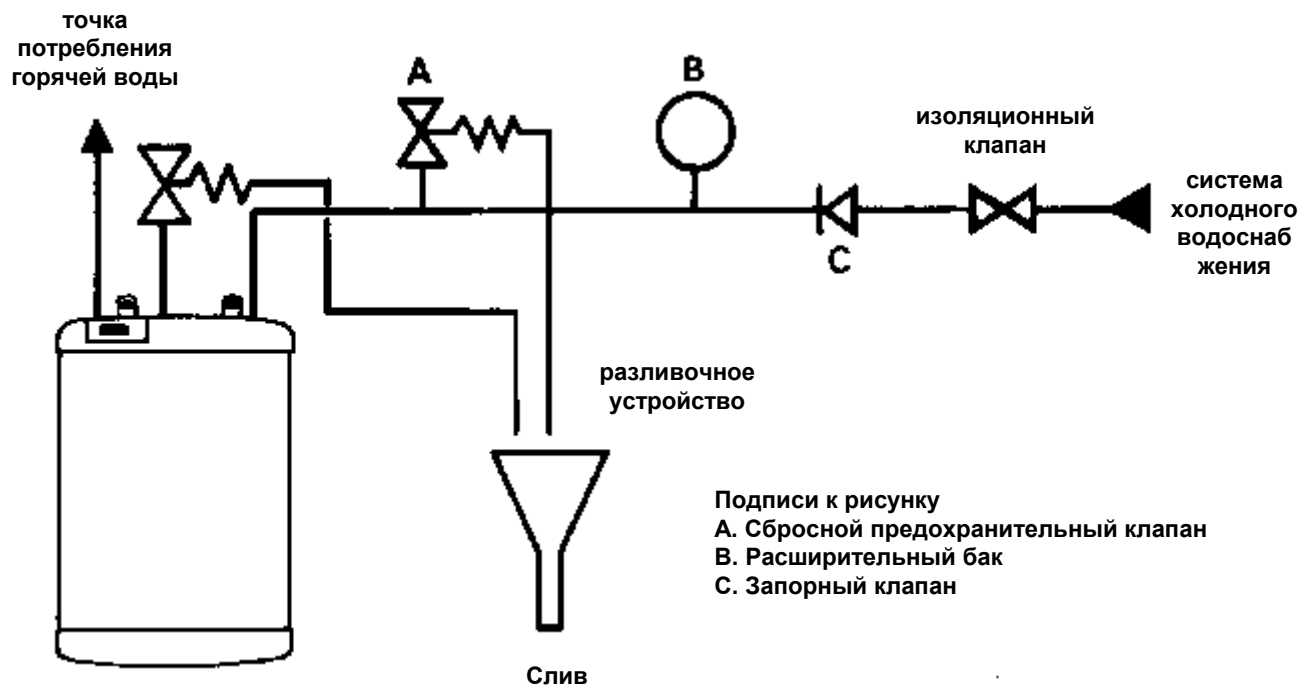 точка
потребления
горячей воды
A
B
изоляционный
клапан
система
холодного
водоснаб
жения
C
разливочное
устройство
Подписи к рисунку
A. Сбросной предохранительный клапан
B. Расширительный бак
C. Запорный клапан
Слив